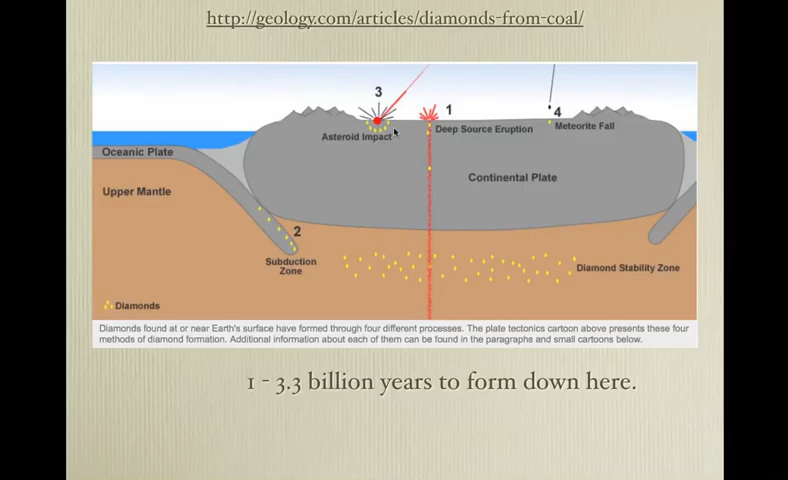 http://geology.com/articles/diamonds-from-coal/
3
1
4
Asteroid Impact
Deep Source Eruption
Meteorite Fall
Oceanic Plate
Upper Mantle
Continental Plate
2
Subduction
Zone
Diamond Stability Zone
Diamonds
Diamonds found at or near Earth's surface have formed through four different processes. The plate tectonics cartoon above presents these four
methods of diamond formation. Additional information about each of them can be found in the paragraphs and small cartoons below.
1 - 3.3 billion years to form down here.